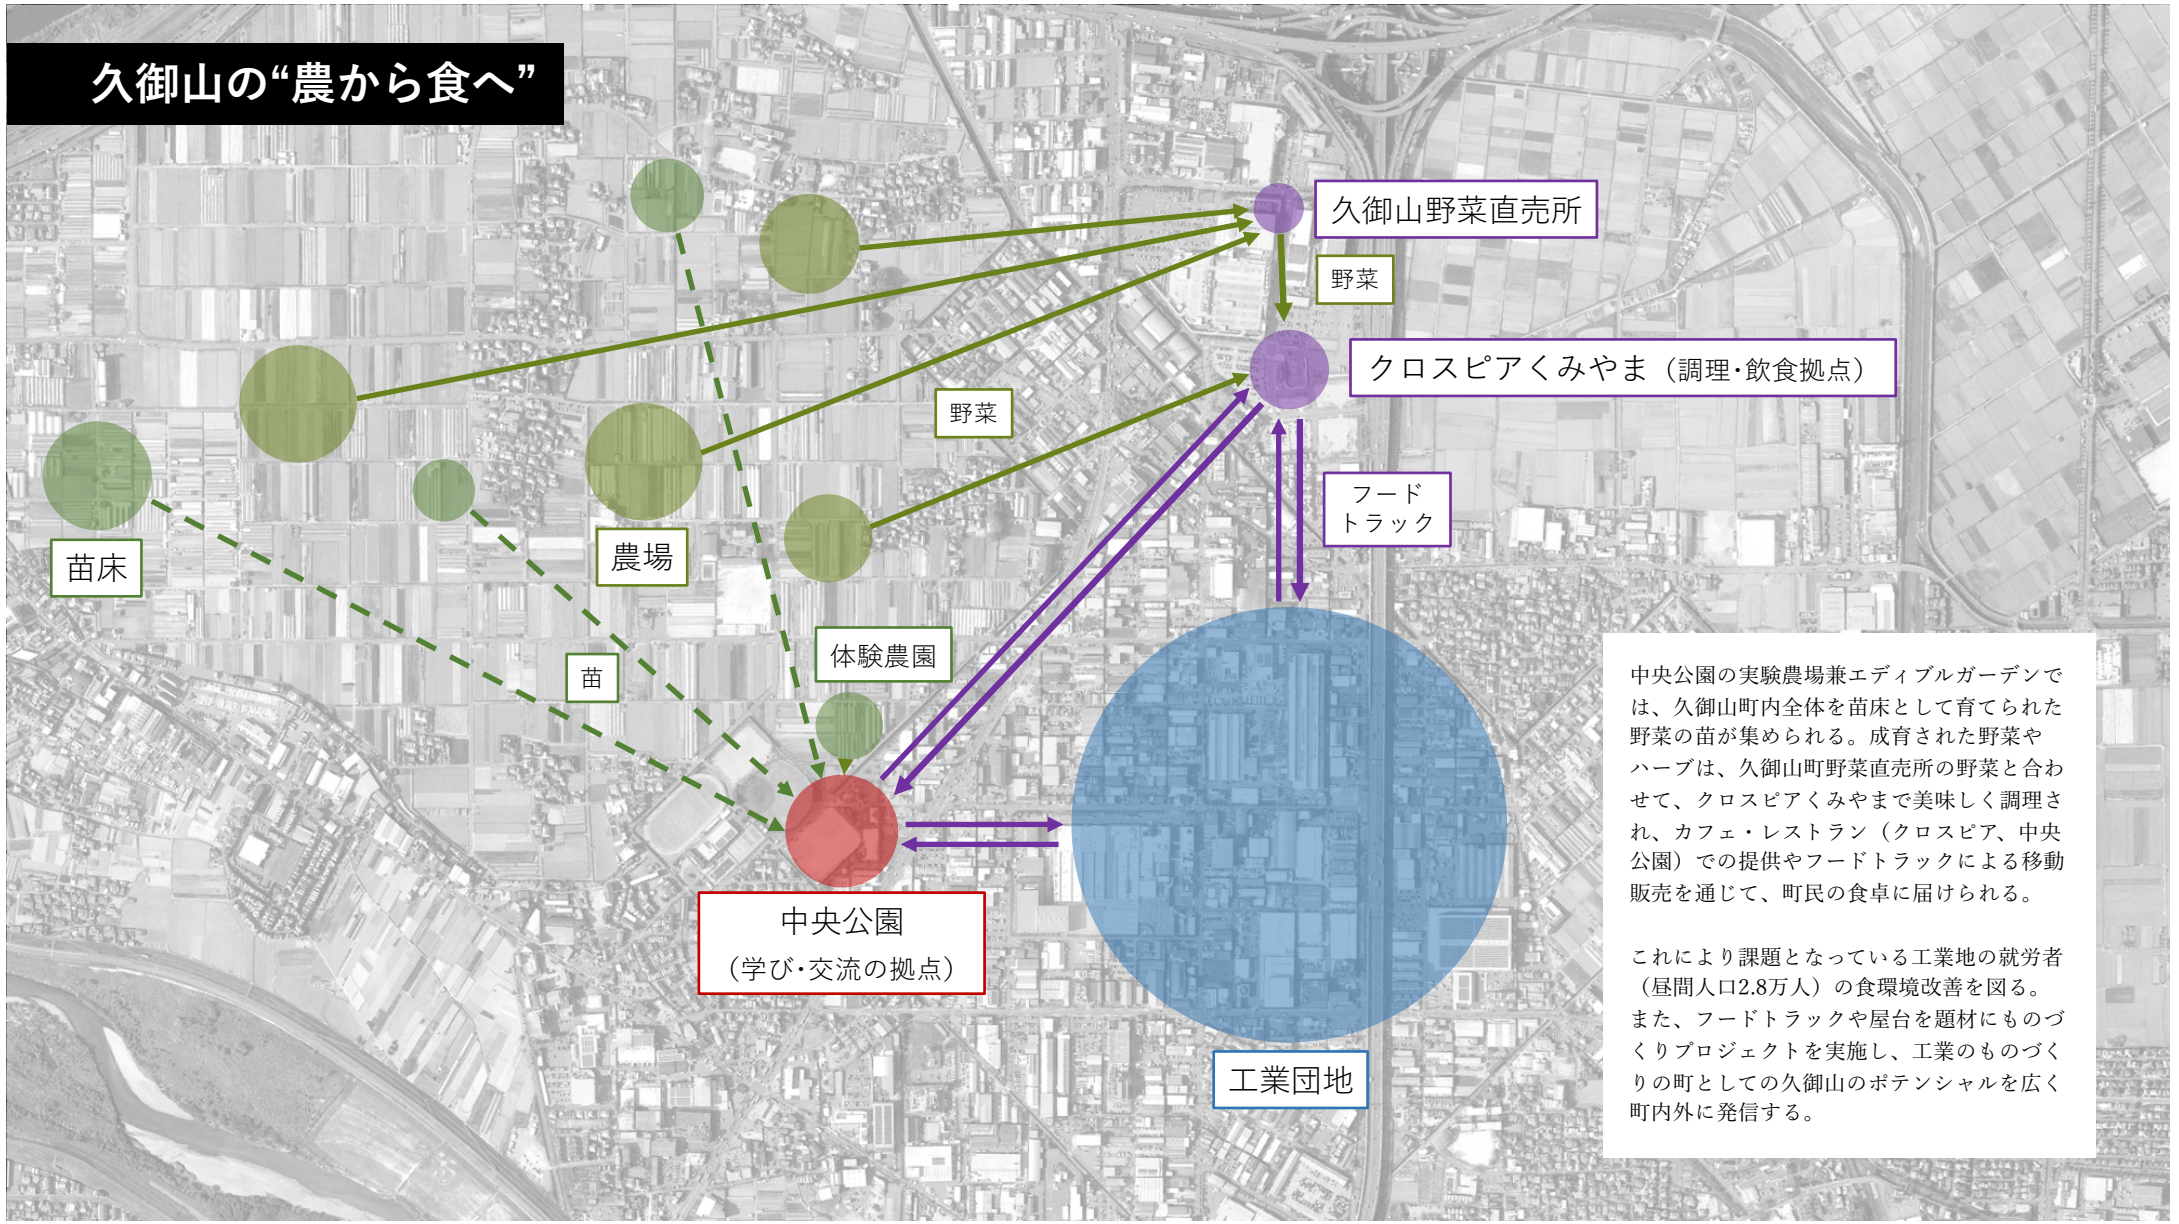 久御山の“農から食へ”
久御山野菜直売所
野菜
クロスピアくみやま（調理・飲食拠点）
野菜
フード
トラック
苗床
農場
体験農園
苗
中央公園
（学び・交流の拠点）
工業団地
中央公園の実験農場兼エディブルガーデンで
は、久御山町内全体を苗床として育てられた
野菜の苗が集められる。成育された野菜や
ハーブは、久御山町野菜直売所の野菜と合わ
せて、クロスピアくみやまで美味しく調理さ
れ、カフェ・レストラン（クロスピア、中央
公園）での提供やフードトラックによる移動
販売を通じて、町民の食卓に届けられる。
これにより課題となっている工業地の就労者
（昼間人口2.8万人）の食環境改善を図る。
また、フードトラックや屋台を題材にものづ
くりプロジェクトを実施し、工業のものづく
りの町としての久御山のポテンシャルを広く
町内外に発信する。